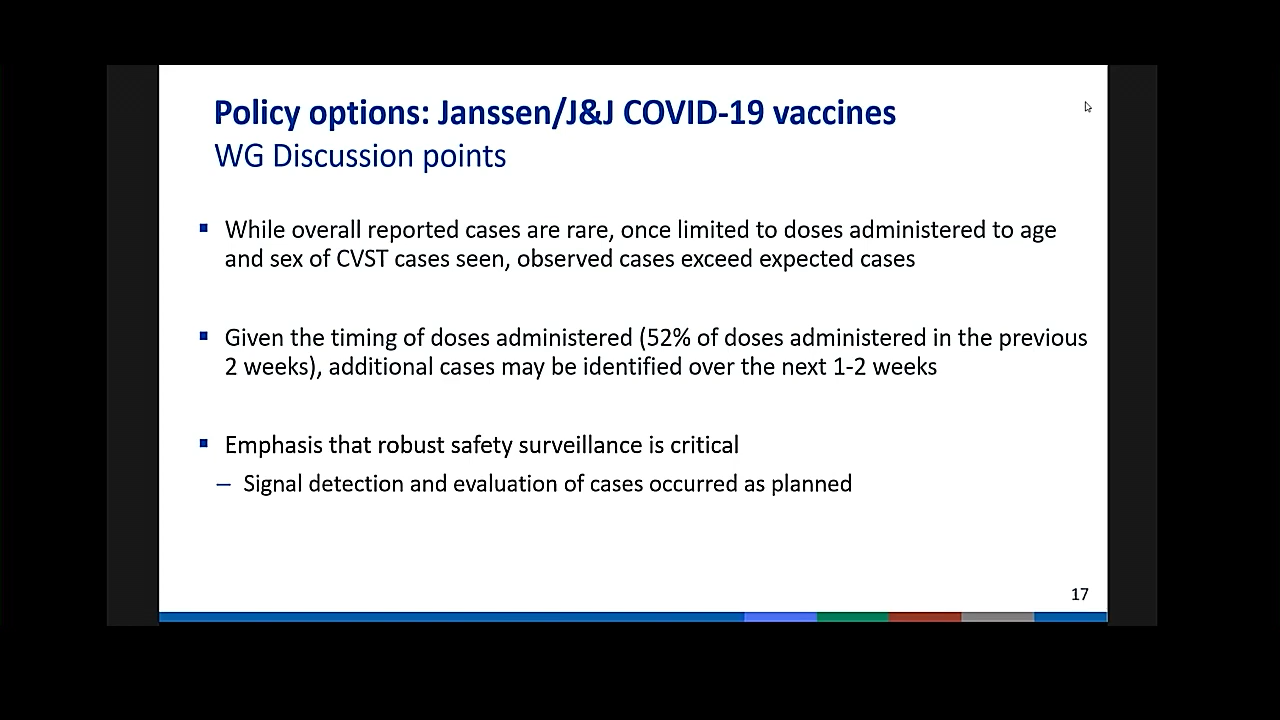 Policy options: Janssen/J&J COVID-19 vaccines
WG Discussion points
▪ While overall reported cases are rare, once limited to doses administered to age
and sex of CVST cases seen, observed cases exceed expected cases
▪ Given the timing of doses administered (52% of doses administered in the previous
2 weeks), additional cases may be identified over the next 1-2 weeks
▪ Emphasis that robust safety surveillance is critical
– Signal detection and evaluation of cases occurred as planned
17